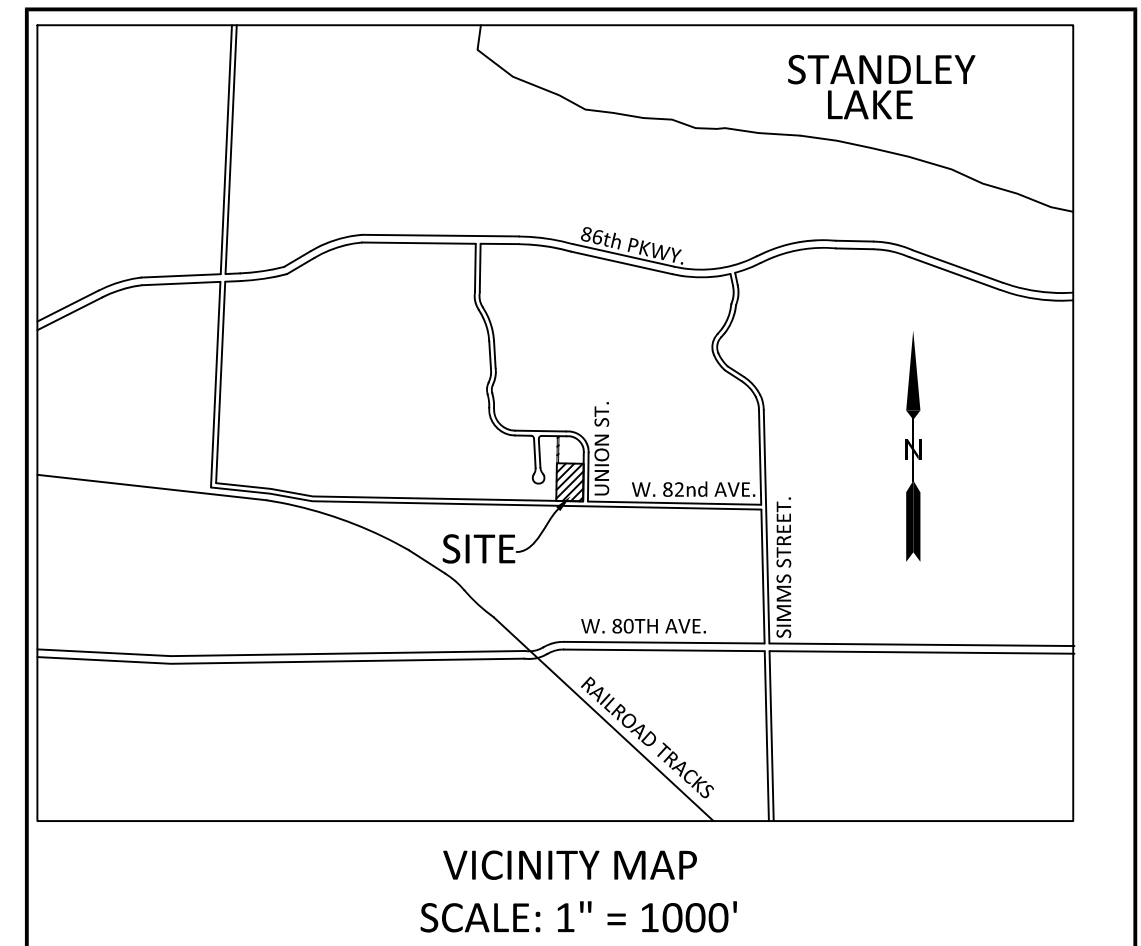 STANDLEY
LAKE
86th PKWY.
UNION ST.
N
W. 82nd AVE.
SITE
SIMMS STREET.
W. 80TH AVE.
RAILROAD TRACKS
VICINITY MAP
SCALE: 1" = 1000'